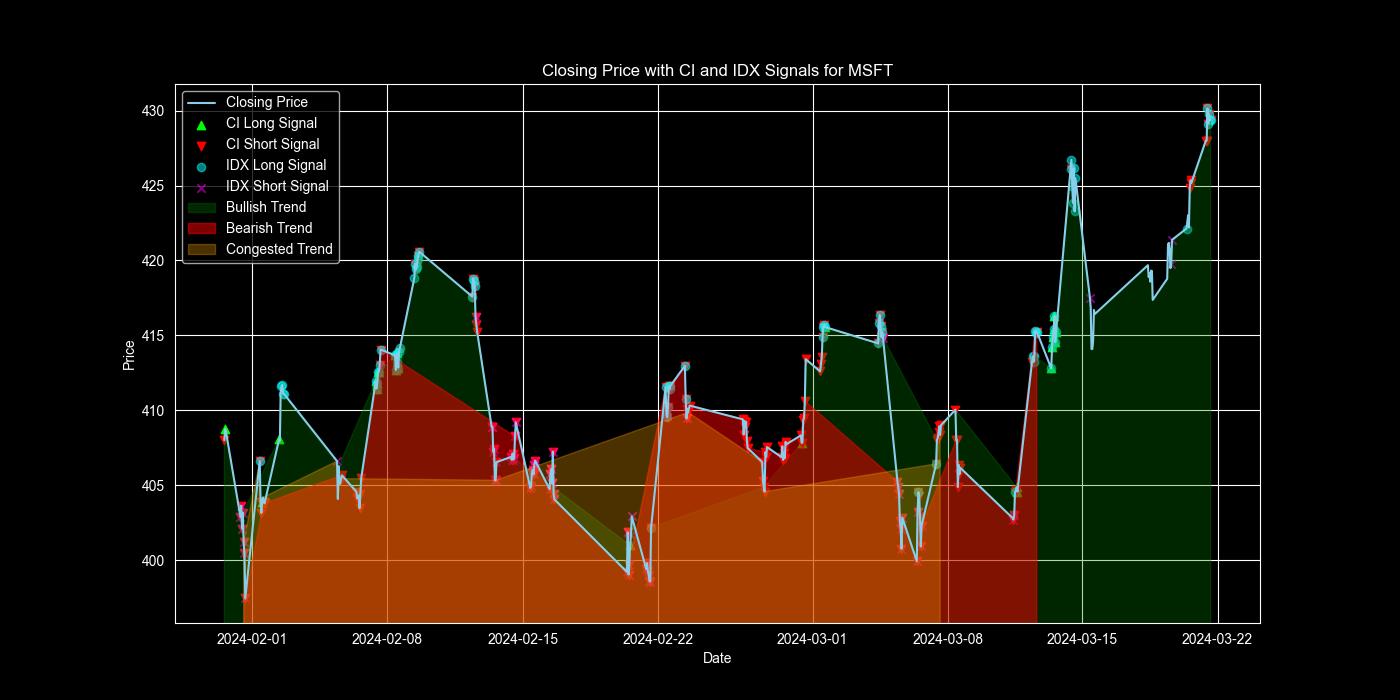 Closing Price with CI and IDX Signals for MSFT
Closing Price
CI Long Signal
CI Short Signal
IDX Long Signal
IDX Short Signal
Bullish Trend
Bearish Trend
Congested Trend
Price
430
425
420
415
410
405
400
2024-02-01 2024-02-08 2024-02-15 2024-02-22 2024-03-01 2024-03-08 2024-03-15 2024-03-22
Date